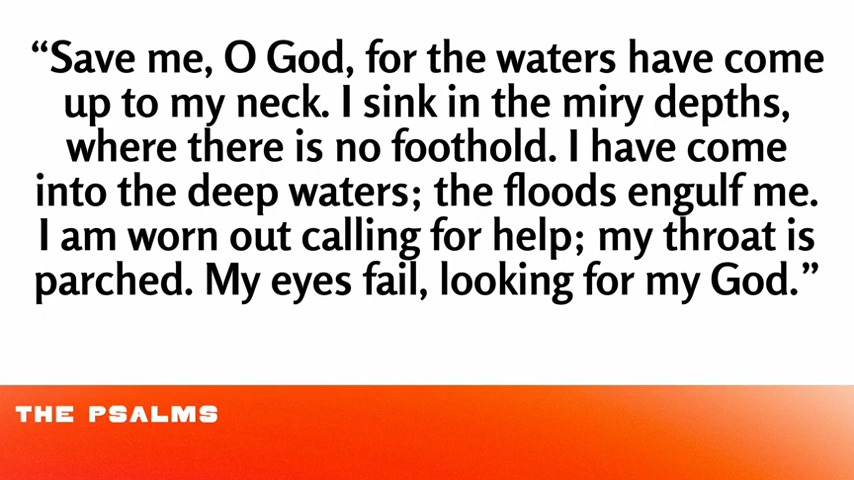 “Save me, O God, for the waters have come
up to my neck. I sink in the miry depths,
where there is no foothold. I have come
into the deep waters; the floods engulf me.
I am worn out calling for help; my throat is
parched. My eyes fail, looking for my God.”
THE PSALMS